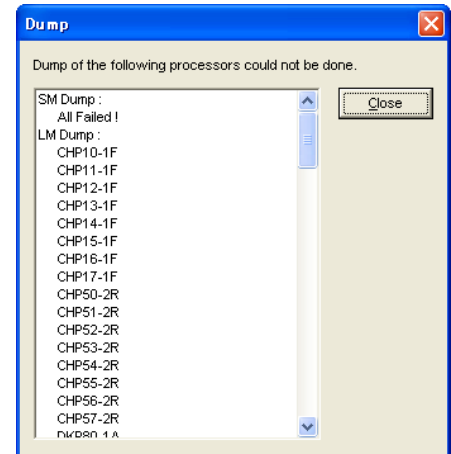 Dump
Dump of the following processors could not be done.
SM Dump :
All Failed !
LM Dump :
CHP10-1F
CHP11-1F
CHP12-1F
CHP13-1F
CHP14-1F
CHP15-1F
CHP16-1F
CHP17-1F
CHP50-2R
CHP51-2R
CHP52-2R
CHP53-2R
CHP54-2R
CHP55-2R
CHP56-2R
CHP57-2R
DKP80-1A
Close